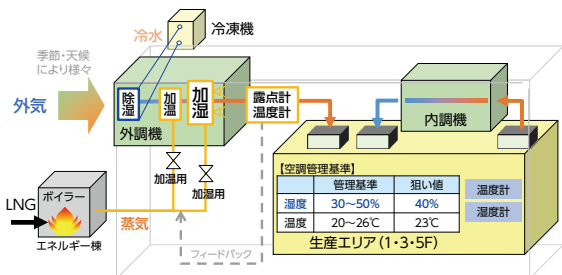 冷水
冷凍機
季節・天候
により様々
外気
除湿
加温
加湿
露点計
温度計
外調機
内調機
加温用
加湿用
LNG
ボイラー
エネルギー棟
蒸気
フィードバック
【空調管理基準】
管理基準 狙い値
湿度 30～50% 40%
温度 20～26℃ 23℃
温度計
湿度計
生産エリア(1・3・5F)